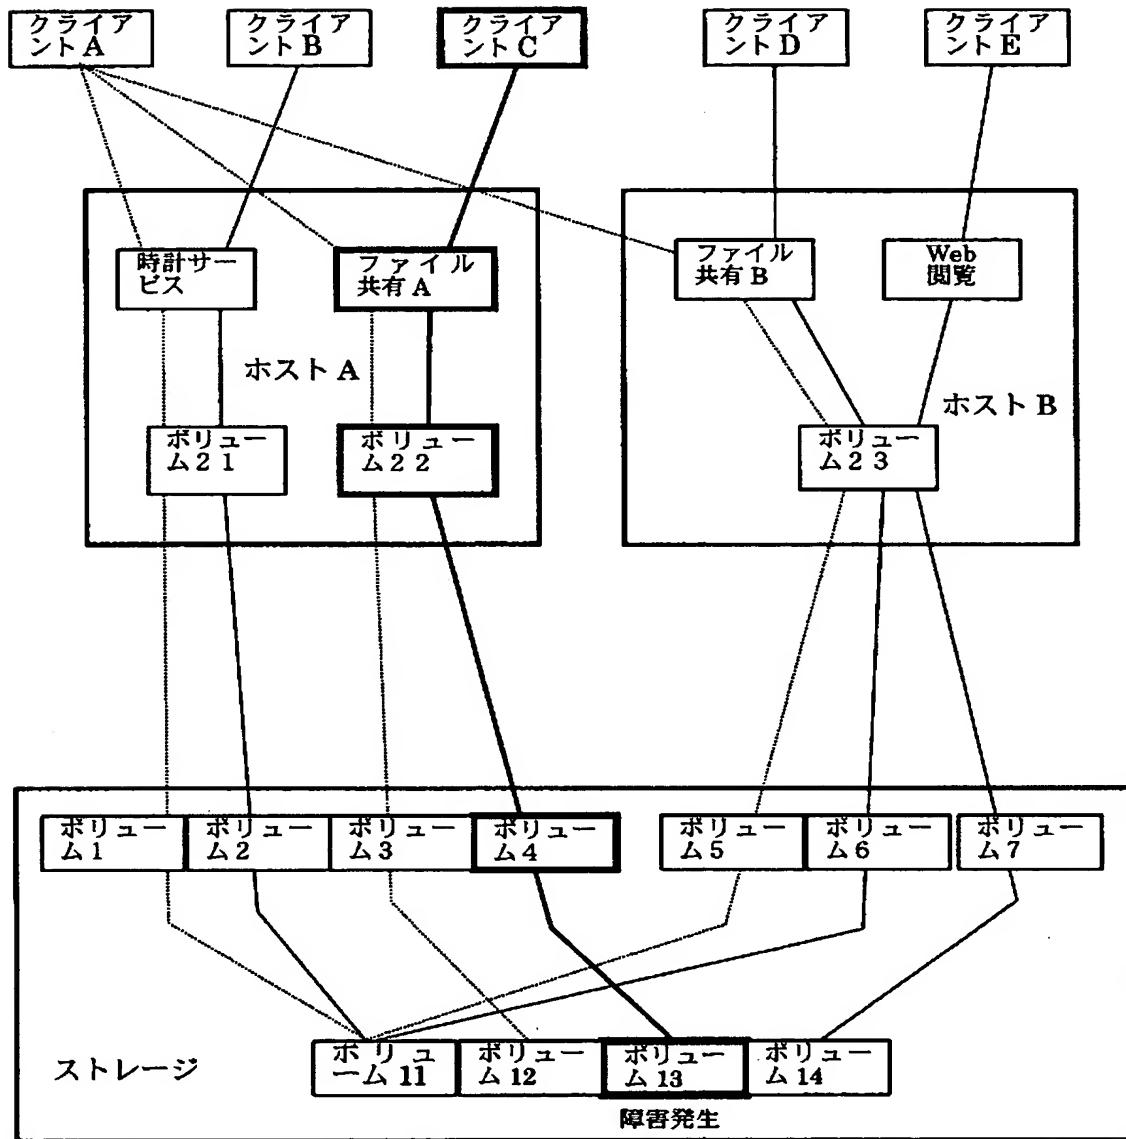 クライア
ントA
クライア
ントB
クライア
ントC
クライア
ントD
クライア
ントE
時計サー
ビス
ファイル
共有A
ファイル
共有B
Web
閲覧
ホストA
ホストB
ボリュー
ム21
ボリュー
ム22
ボリュー
ム23
ボリュー
ム1
ボリュー
ム2
ボリュー
ム3
ボリュー
ム4
ボリュー
ム5
ボリュー
ム6
ボリュー
ム7
ストレージ
ボリュ
ーム11
ボリュー
ム12
ボリュー
ム13
ボリュー
ム14
障害発生